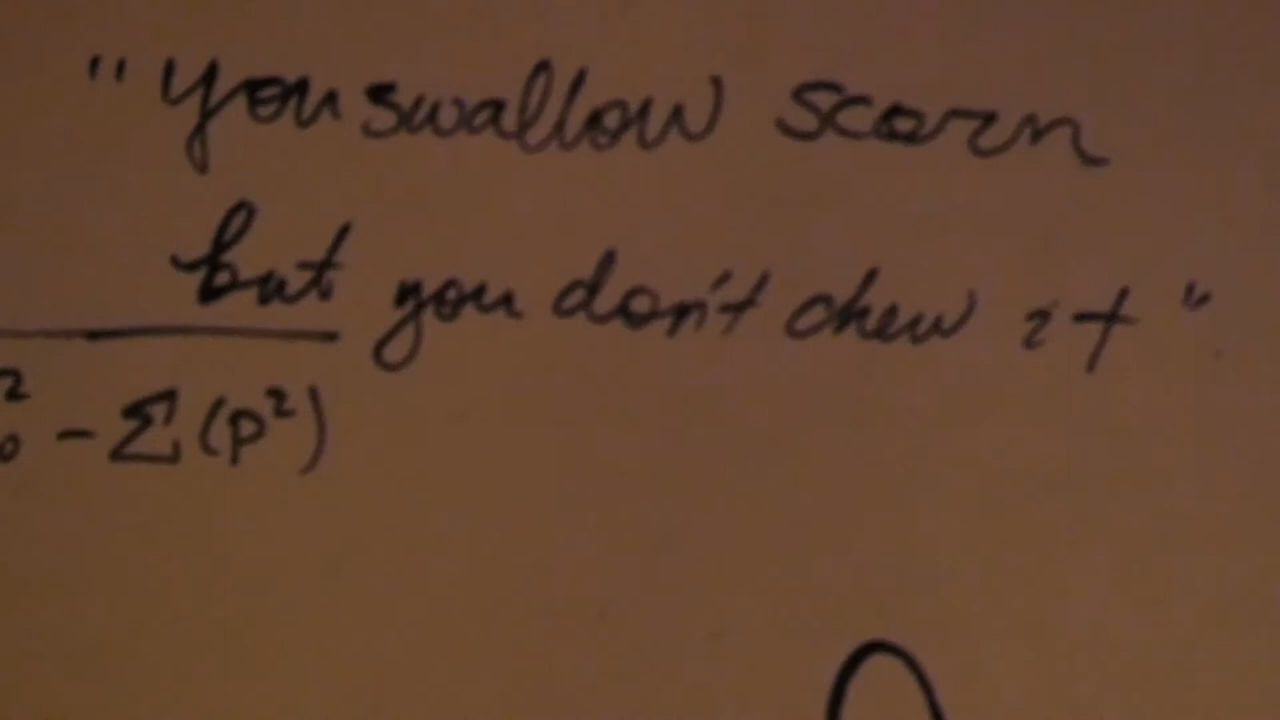 "you swallow scorn
but you don't chew it"
- Σ(p²)